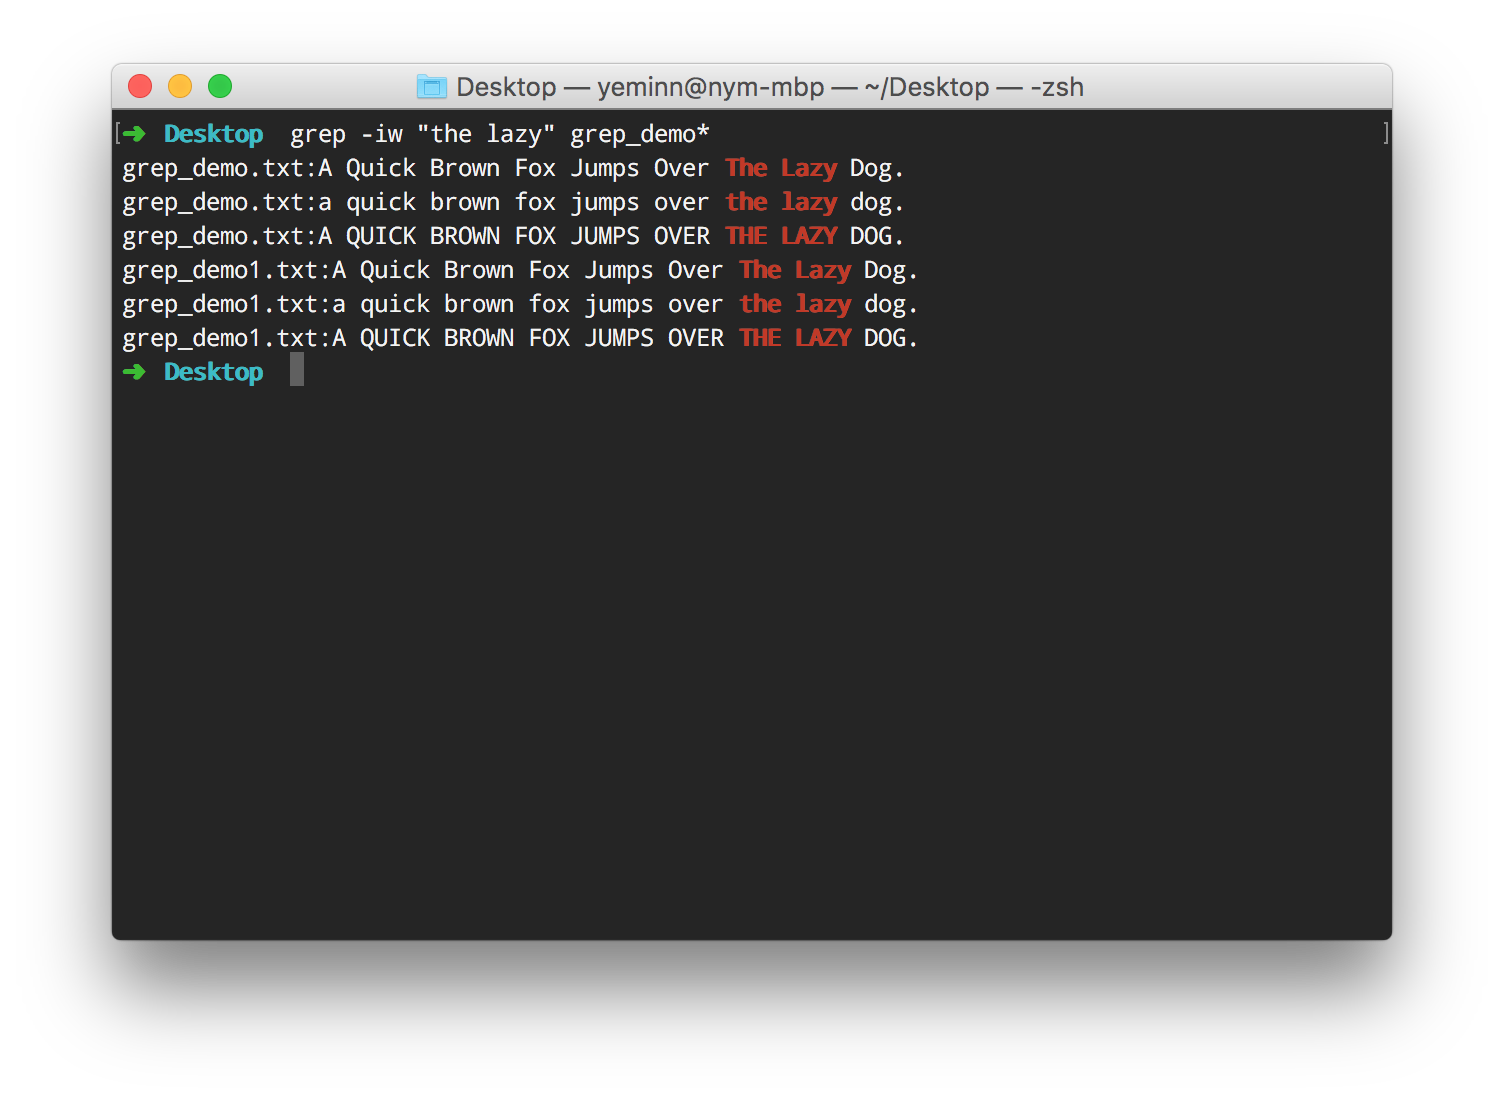 Desktop — yeminn@nym-mbp — ~/Desktop — -zsh
[➜ Desktop grep -iw "the lazy" grep_demo* ]
grep_demo.txt:A Quick Brown Fox Jumps Over The Lazy Dog.
grep_demo.txt:a quick brown fox jumps over the lazy dog.
grep_demo.txt:A QUICK BROWN FOX JUMPS OVER THE LAZY DOG.
grep_demo1.txt:A Quick Brown Fox Jumps Over The Lazy Dog.
grep_demo1.txt:a quick brown fox jumps over the lazy dog.
grep_demo1.txt:A QUICK BROWN FOX JUMPS OVER THE LAZY DOG.
➜ Desktop